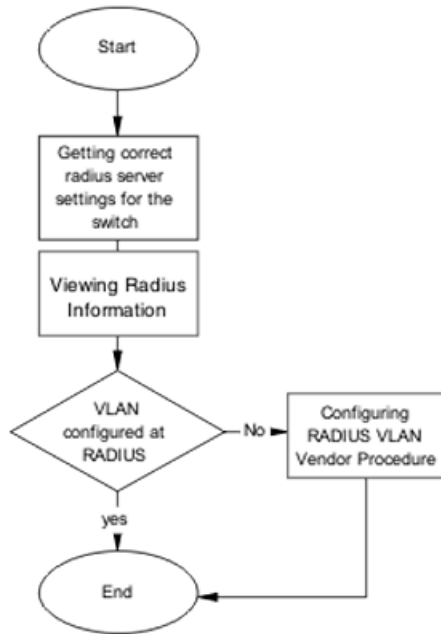 Start
Getting correct
radius server
settings for the
switch
Viewing Radius
Information
VLAN
configured at
RADIUS
No
Configuring
RADIUS VLAN
Vendor Procedure
yes
End